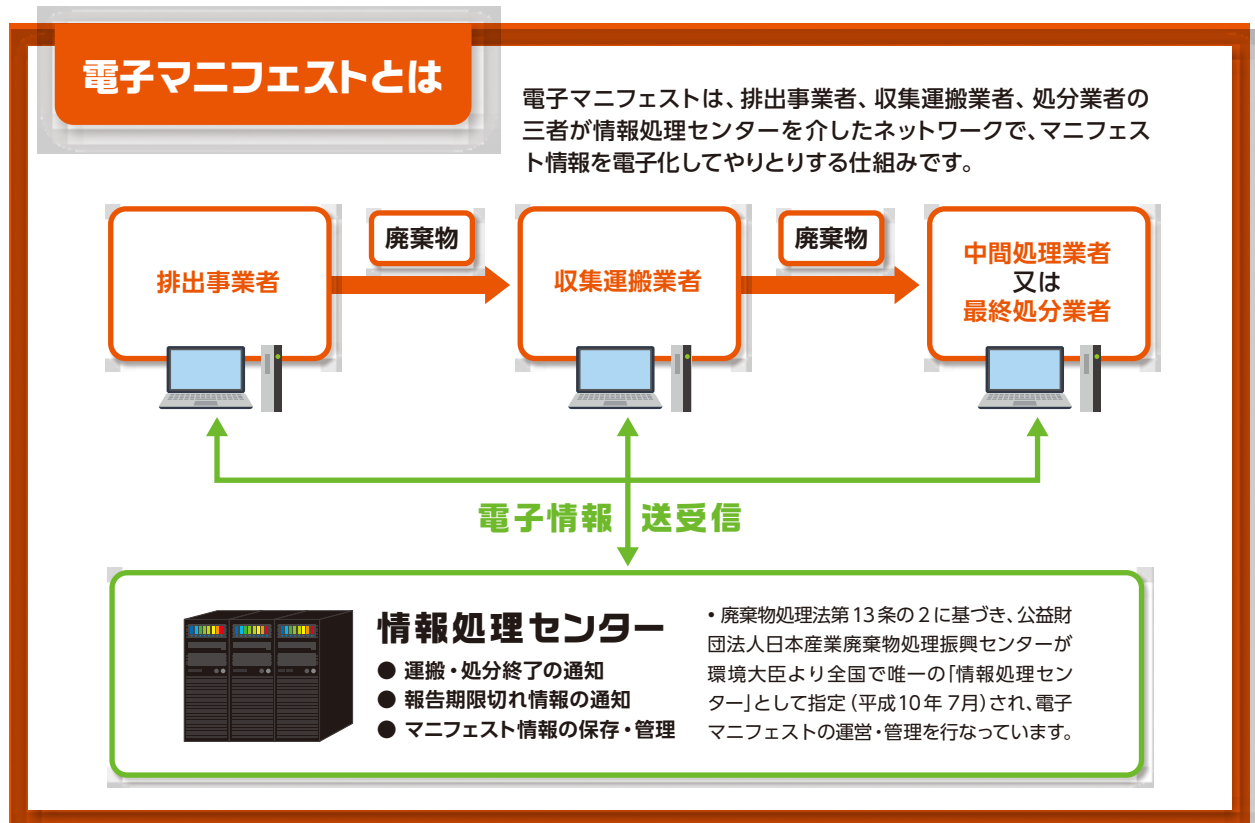 電子マニフェストとは
電子マニフェストは、排出事業者、収集運搬業者、処分業者の
三者が情報処理センターを介したネットワークで、マニフェス
ト情報を電子化してやりとりする仕組みです。
排出事業者
廃棄物
収集運搬業者
廃棄物
中間処理業者
又は
最終処分業者
電子情報 送受信
情報処理センター
● 運搬・処分終了の通知
● 報告期限切れ情報の通知
● マニフェスト情報の保存・管理
・廃棄物処理法第13条の2に基づき、公益財
団法人日本産業廃棄物処理振興センターが
環境大臣より全国で唯一の「情報処理セン
ター」として指定(平成10年7月)され、電子
マニフェストの運営・管理を行なっています。